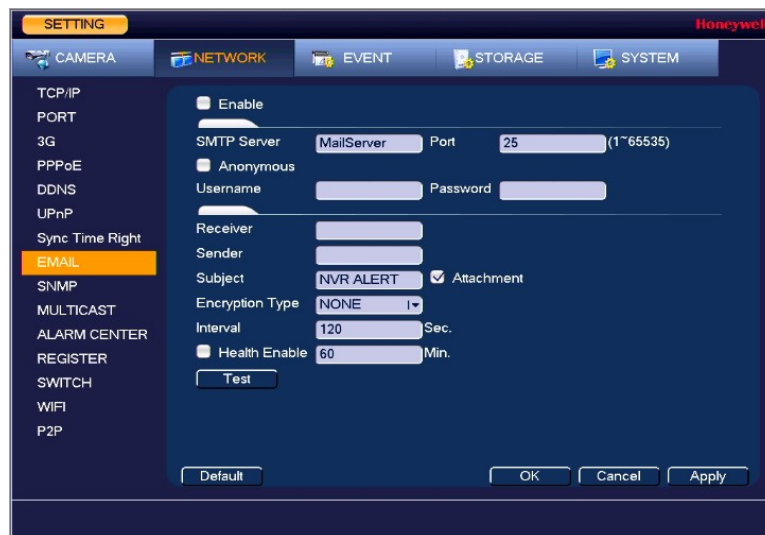 SETTING
Honeywell
CAMERA NETWORK EVENT STORAGE SYSTEM
TCP/IP
PORT
3G
PPPoE
DDNS
UPnP
Sync Time Right
EMAIL
SNMP
MULTICAST
ALARM CENTER
REGISTER
SWITCH
WIFI
P2P
Enable
SMTP Server MailServer Port 25 (1~65535)
Anonymous
Username Password
Receiver
Sender
Subject NVR ALERT Attachment
Encryption Type NONE
Interval 120 Sec.
Health Enable 60 Min.
Test
Default OK Cancel Apply